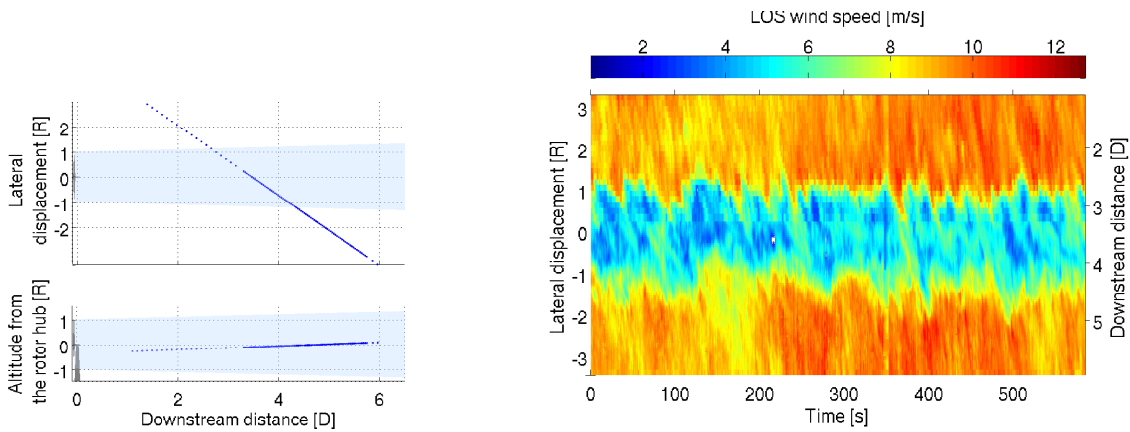 LOS wind speed [m/s]
2 4 6 8 10 12
Lateral
displacement [R]
2
1
0
-1
-2
Altitude from
the rotor hub [R]
1
0
-1
0 2 4 6
Downstream distance [D]
Lateral displacement [R]
3
2
1
0
-1
-2
-3
0 100 200 300 400 500
Time [s]
2
3
4
5
Downstream distance [D]